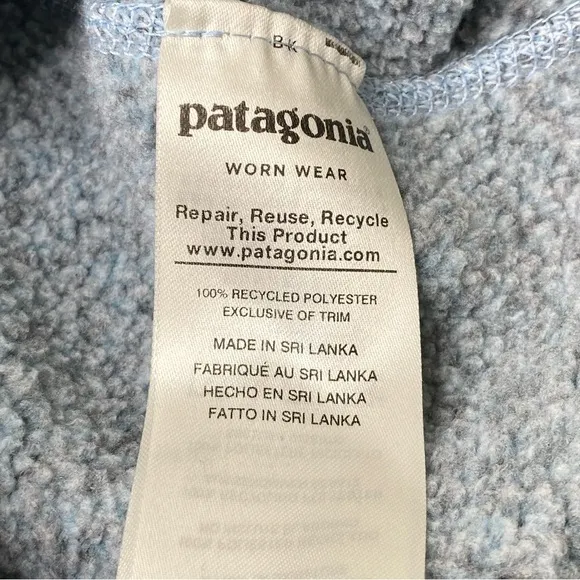 patagonia®
WORN WEAR
Repair, Reuse, Recycle
This Product
www.patagonia.com
100% RECYCLED POLYESTER
EXCLUSIVE OF TRIM
MADE IN SRI LANKA
FABRIQUÉ AU SRI LANKA
HECHO EN SRI LANKA
FATTO IN SRI LANKA